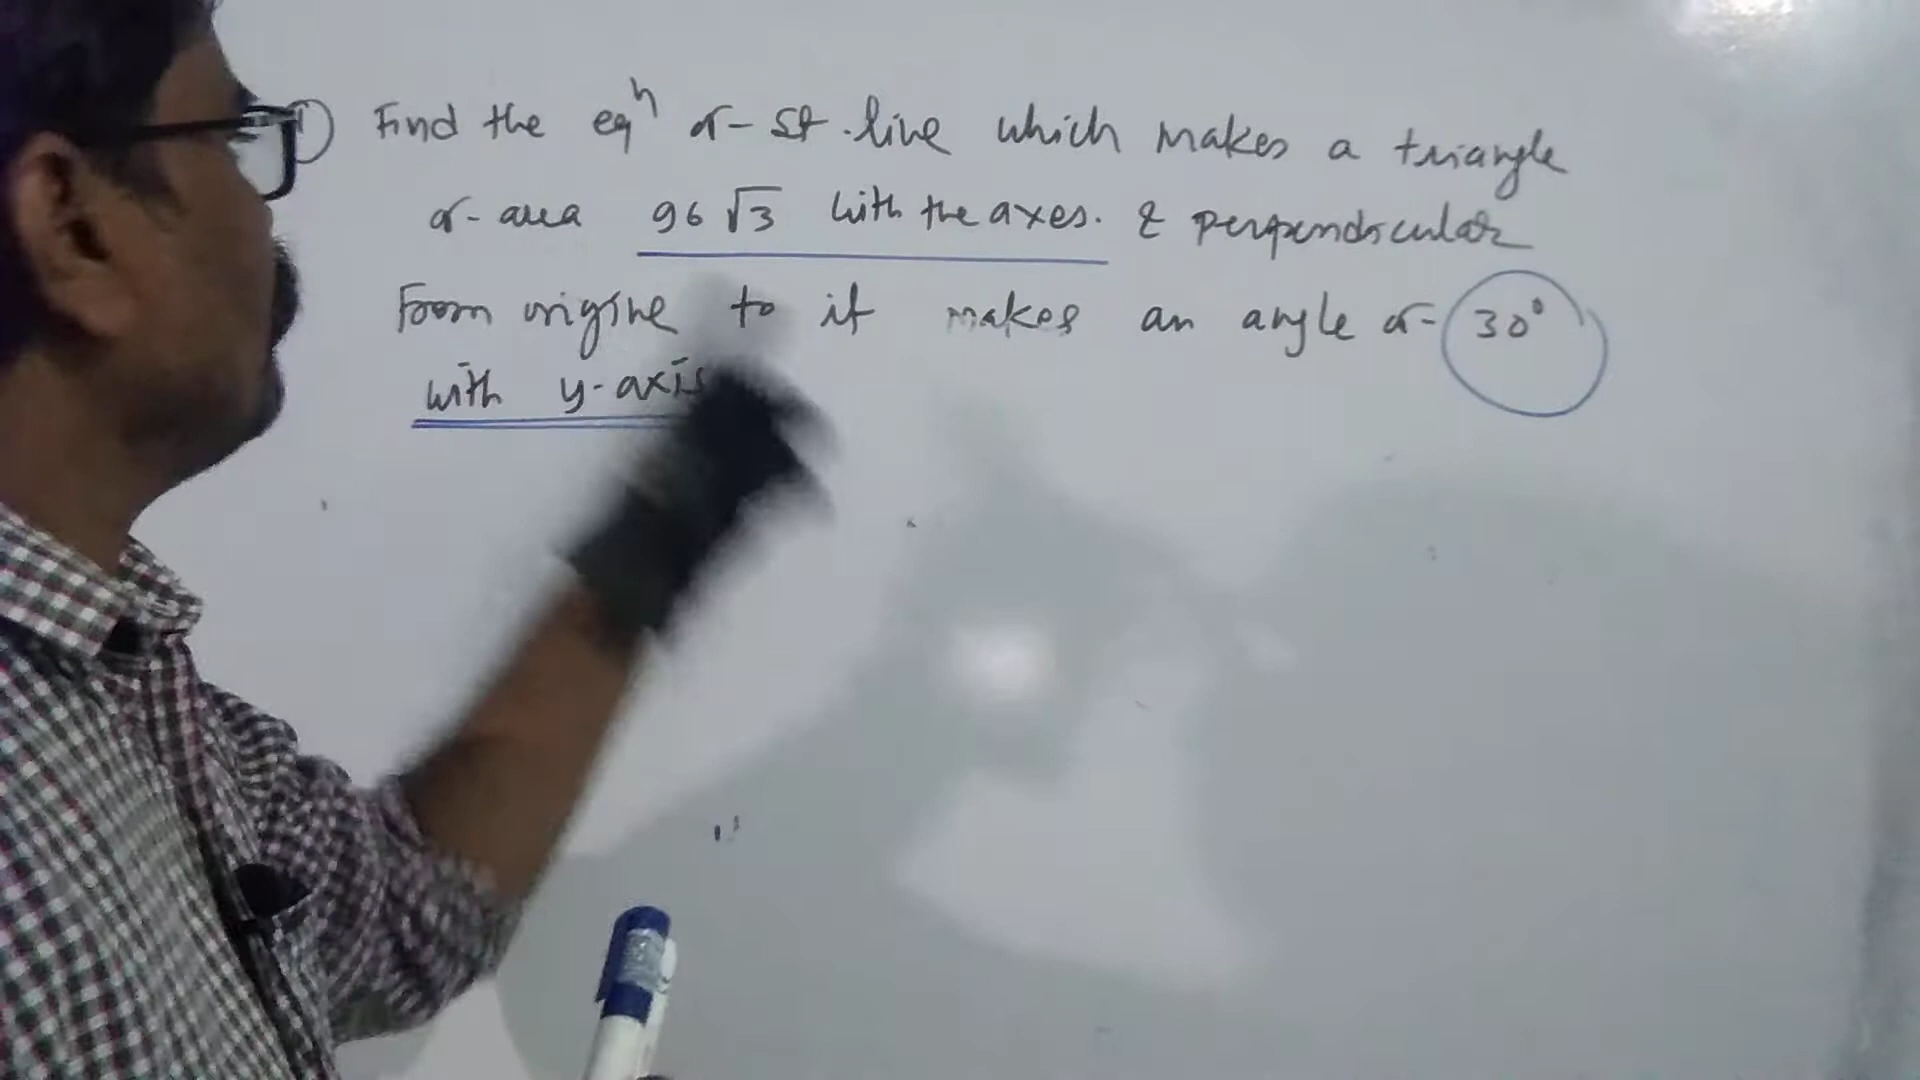 ① Find the eqⁿ of st. line which makes a triangle
of area 96√3 with the axes. & perpendicular
From origine to it makes an angle of 30°
with y-axis